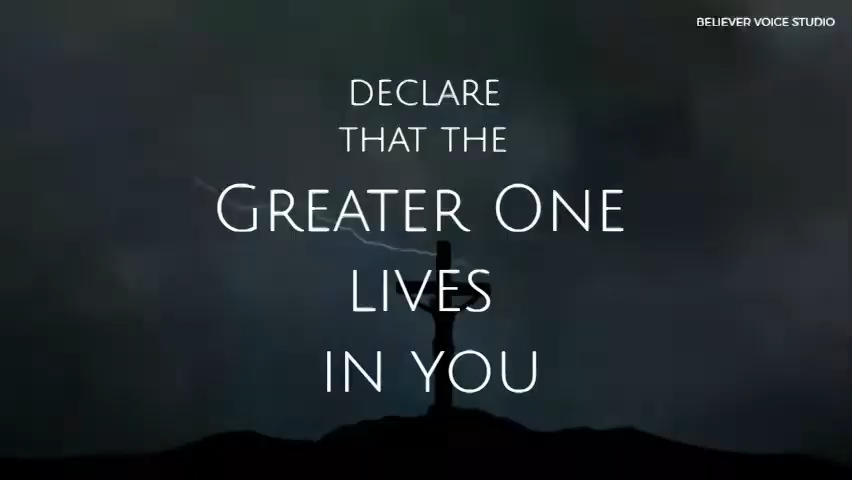 BELIEVER VOICE STUDIO
DECLARE
THAT THE
GREATER ONE
LIVES
IN YOU